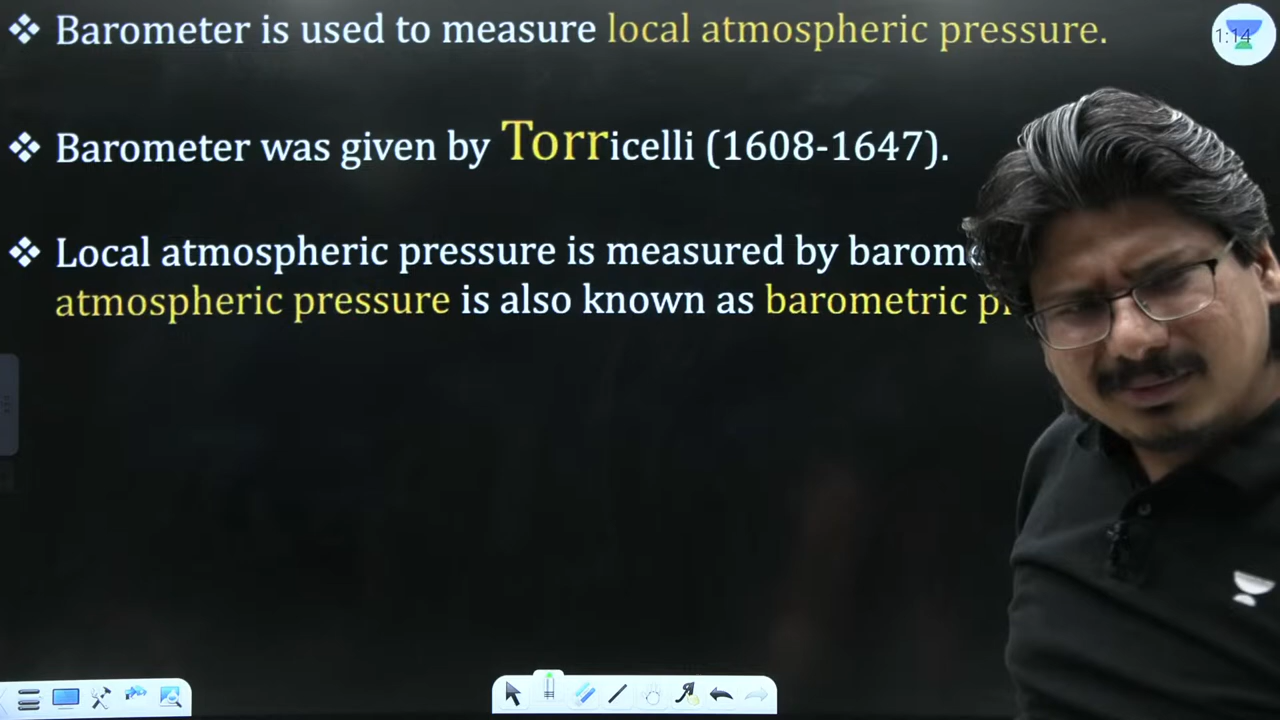 ❖ Barometer is used to measure local atmospheric pressure.
1:14
❖ Barometer was given by Torricelli (1608-1647).
❖ Local atmospheric pressure is measured by
atmospheric pressure is also known as barometric